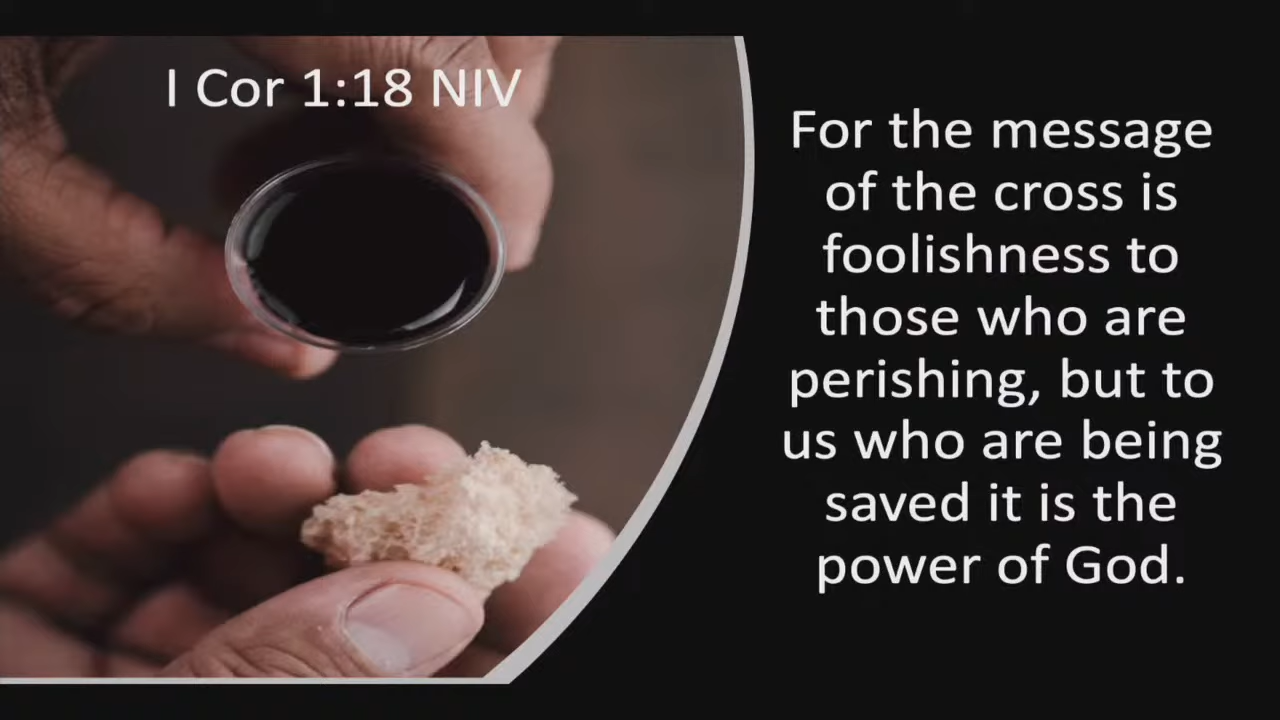 I Cor 1:18 NIV
For the message
of the cross is
foolishness to
those who are
perishing, but to
us who are being
saved it is the
power of God.